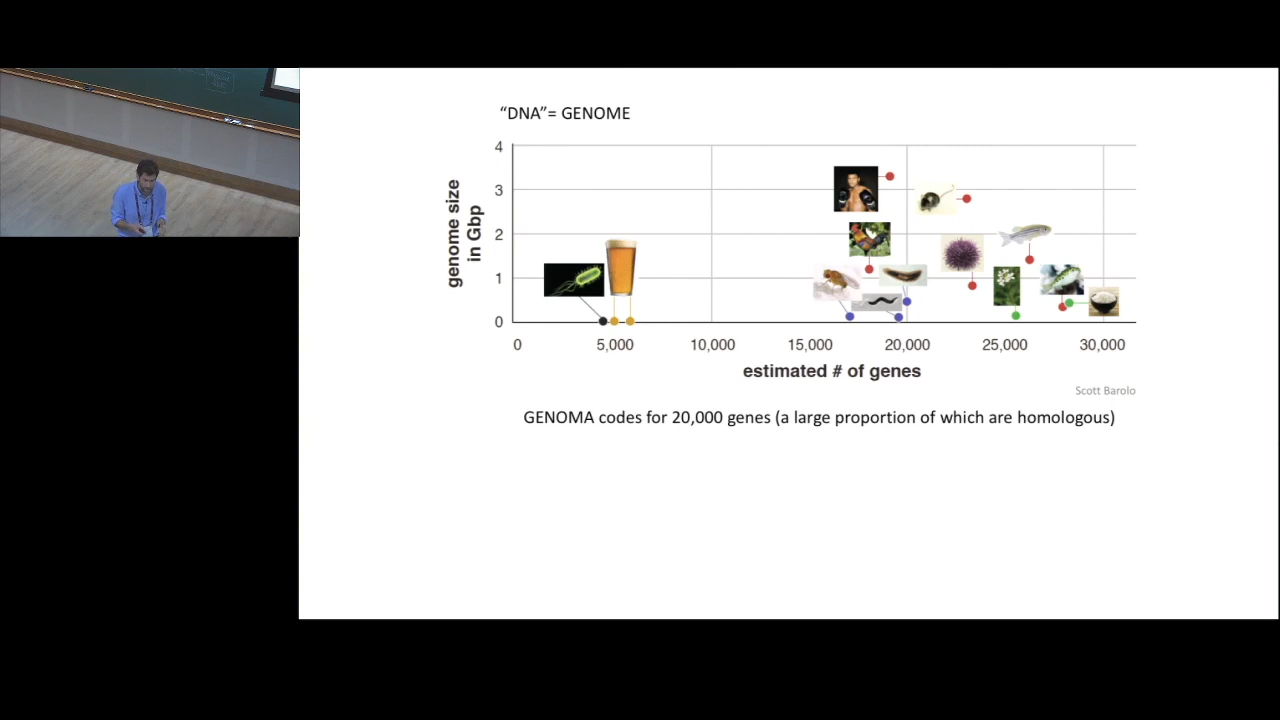 “DNA”= GENOME
genome size
in Gbp
4
3
2
1
0
0 5,000 10,000 15,000 20,000 25,000 30,000
estimated # of genes
Scott Barolo
GENOMA codes for 20,000 genes (a large proportion of which are homologous)